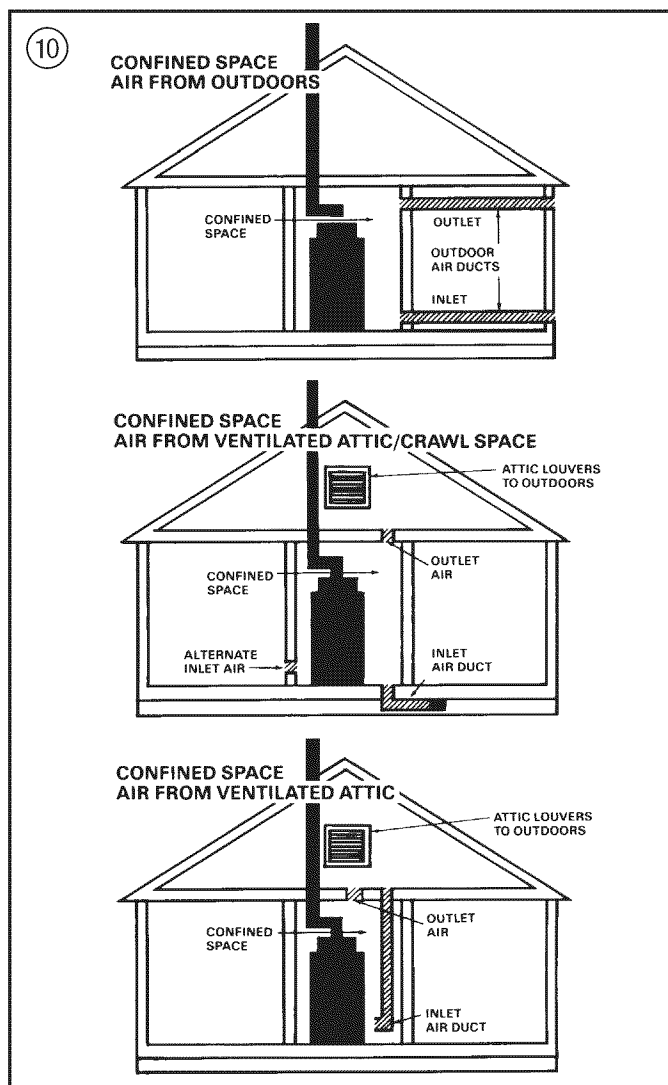 10
CONFINED SPACE
AIR FROM OUTDOORS
CONFINED
SPACE
OUTLET
OUTDOOR
AIR DUCTS
INLET
CONFINED SPACE
AIR FROM VENTILATED ATTIC/CRAWL SPACE
ATTIC LOUVERS
TO OUTDOORS
CONFINED
SPACE
OUTLET
AIR
ALTERNATE
INLET AIR
INLET
AIR DUCT
CONFINED SPACE
AIR FROM VENTILATED ATTIC
ATTIC LOUVERS
TO OUTDOORS
CONFINED
SPACE
OUTLET
AIR
INLET
AIR DUCT